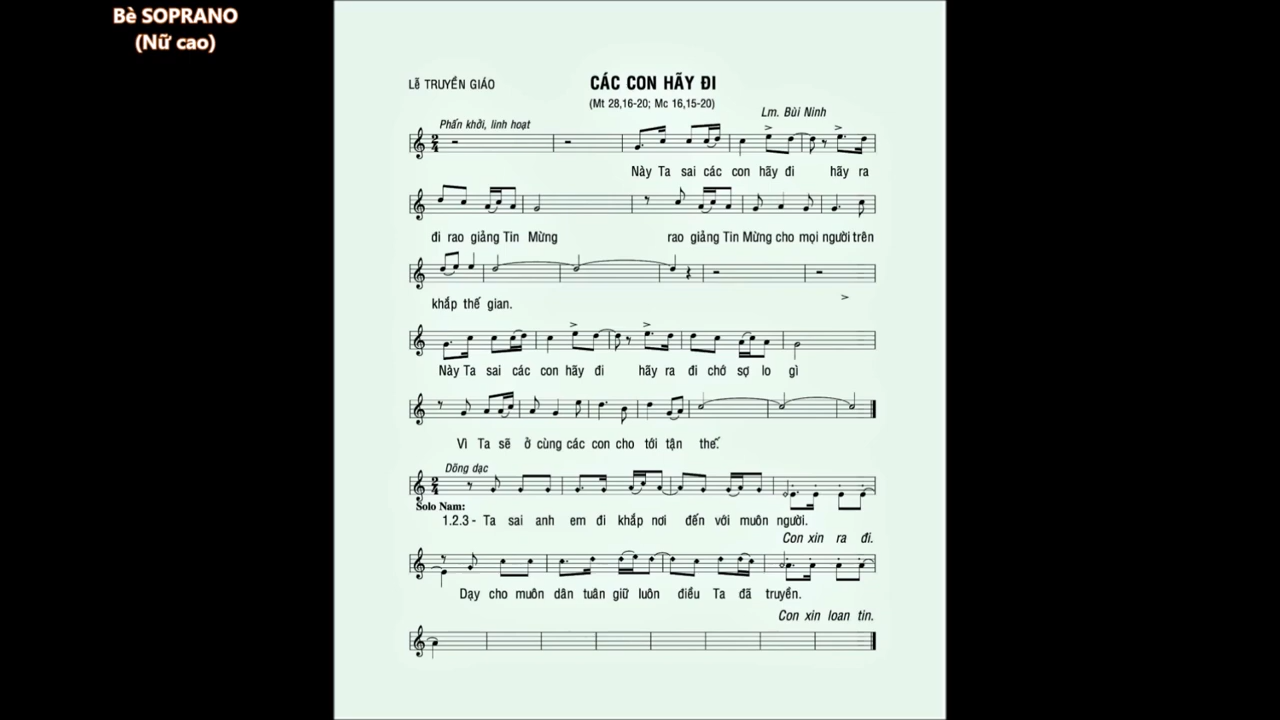 Bè SOPRANO
(Nữ cao)
Lễ TRUYỀN GIÁO
CÁC CON HÃY ĐI
(Mt 28,16-20; Mc 16,15-20)
Lm. Bùi Ninh
Phấn khởi, linh hoạt
Này Ta sai các con hãy đi hãy ra
đi rao giảng Tin Mừng rao giảng Tin Mừng cho mọi người trên
khắp thế gian.
Này Ta sai các con hãy đi hãy ra đi chớ sợ lo gì
Vì Ta sẽ ở cùng các con cho tới tận thế.
Dõng dạc
Solo Nam:
1.2.3 - Ta sai anh em đi khắp nơi đến với muôn người.
Con xin ra đi.
Dạy cho muôn dân tuân giữ luôn điều Ta đã truyền.
Con xin loan tin.